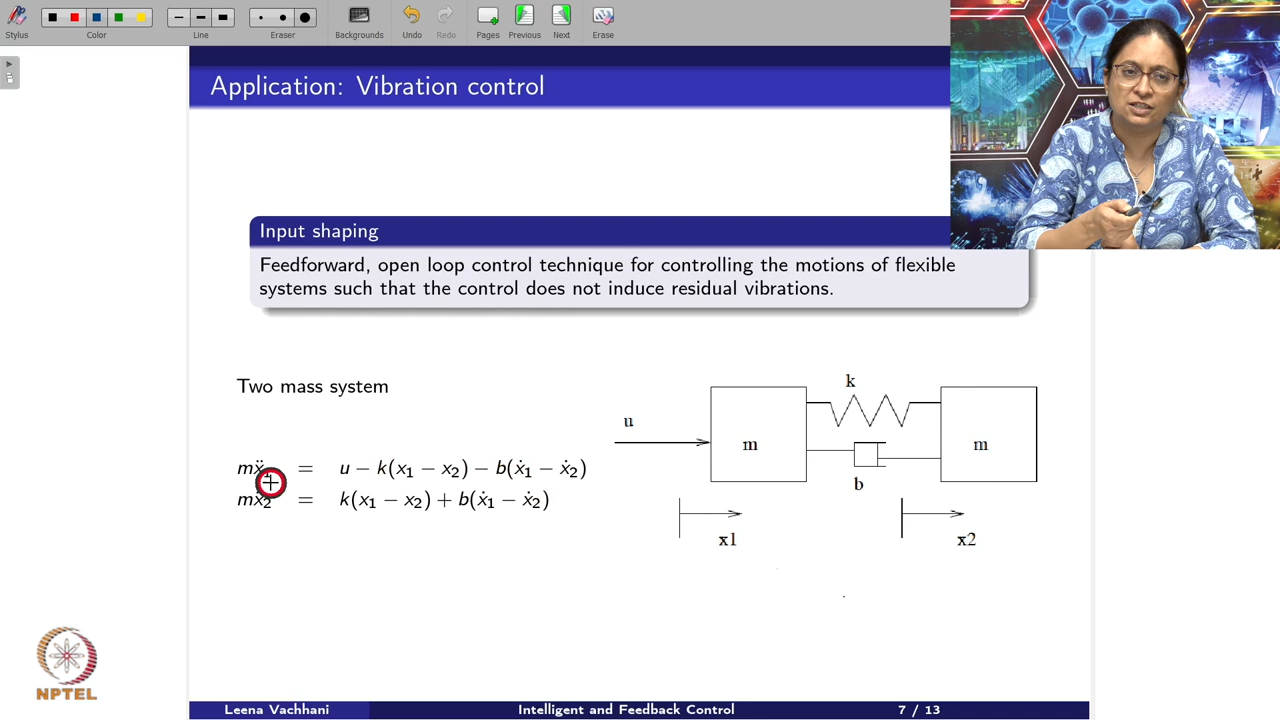 Stylus
Color
Line
Eraser
Backgrounds
Undo
Redo
Pages
Previous
Next
Erase
Application: Vibration control
Input shaping
Feedforward, open loop control technique for controlling the motions of flexible
systems such that the control does not induce residual vibrations.
Two mass system
mẍ₁ = u − k(x₁ − x₂) − b(ẋ₁ − ẋ₂)
mẍ₂ = k(x₁ − x₂) + b(ẋ₁ − ẋ₂)
k
u
m
m
b
x1
x2
NPTEL
Leena Vachhani
Intelligent and Feedback Control
7 / 13